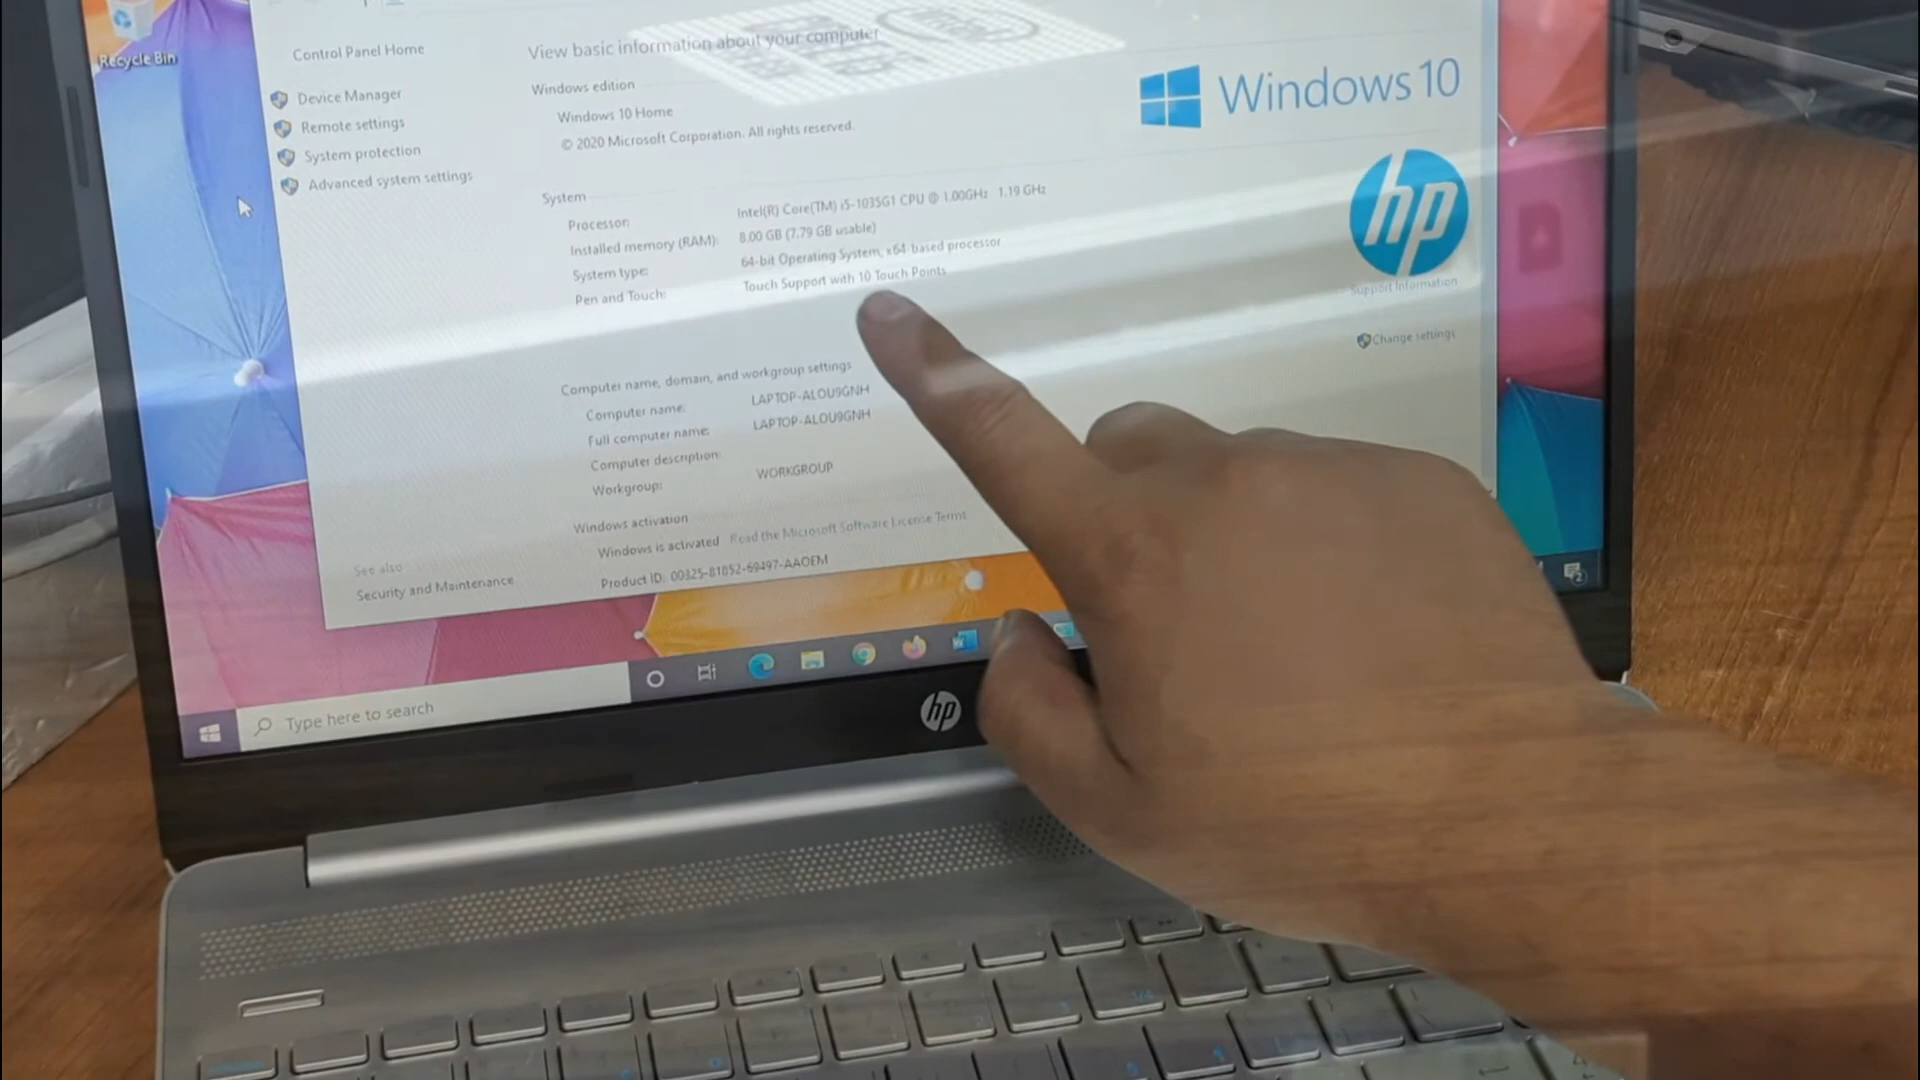 Recycle Bin
Control Panel Home
Device Manager
Remote settings
System protection
Advanced system settings
See also
Security and Maintenance
View basic information about your computer
Windows edition
Windows 10 Home
© 2020 Microsoft Corporation. All rights reserved.
Windows 10
System
Processor: Intel(R) Core(TM) i5-1035G1 CPU @ 1.00GHz 1.19 GHz
Installed memory (RAM): 8.00 GB (7.79 GB usable)
System type: 64-bit Operating System, x64-based processor
Pen and Touch: Touch Support with 10 Touch Points
hp
Support Information
Computer name, domain, and workgroup settings
Computer name: LAPTOP-ALOU9GNH
Full computer name: LAPTOP-ALOU9GNH
Computer description:
Workgroup: WORKGROUP
Change settings
Windows activation
Windows is activated Read the Microsoft Software License Terms
Product ID: 00325-81852-69497-AAOEM
Type here to search
hp